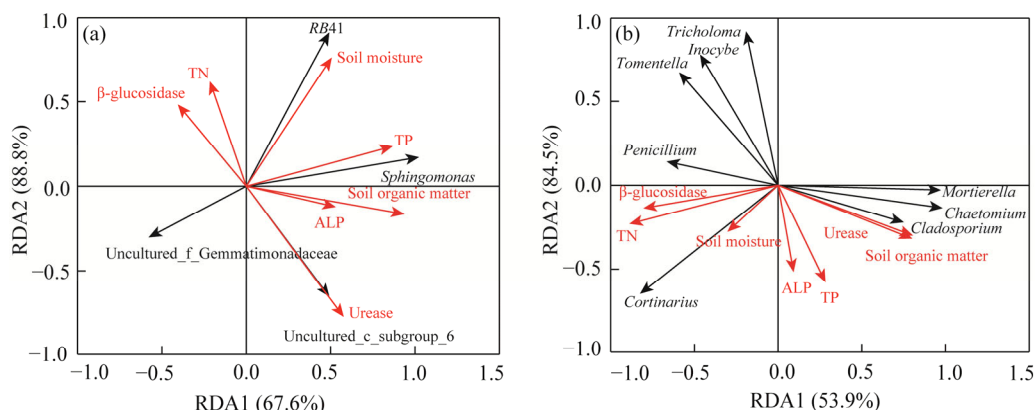 (a)
RB41
Soil moisture
TN
β-glucosidase
TP
Sphingomonas
Soil organic matter
ALP
Uncultured_f_Gemmatimonadaceae
Urease
Uncultured_c_subgroup_6
1.0
0.5
0.0
−0.5
−1.0
RDA2 (88.8%)
−1.0
−0.5
0.0
0.5
1.0
1.5
RDA1 (67.6%)
(b)
Tricholoma
Inocybe
Tomentella
Penicillium
β-glucosidase
Mortierella
Chaetomium
TN
Soil moisture
Urease
Cladosporium
Soil organic matter
ALP
TP
Cortinarius
1.0
0.5
0.0
−0.5
−1.0
RDA2 (84.5%)
−1.0
−0.5
0.0
0.5
1.0
1.5
RDA1 (53.9%)